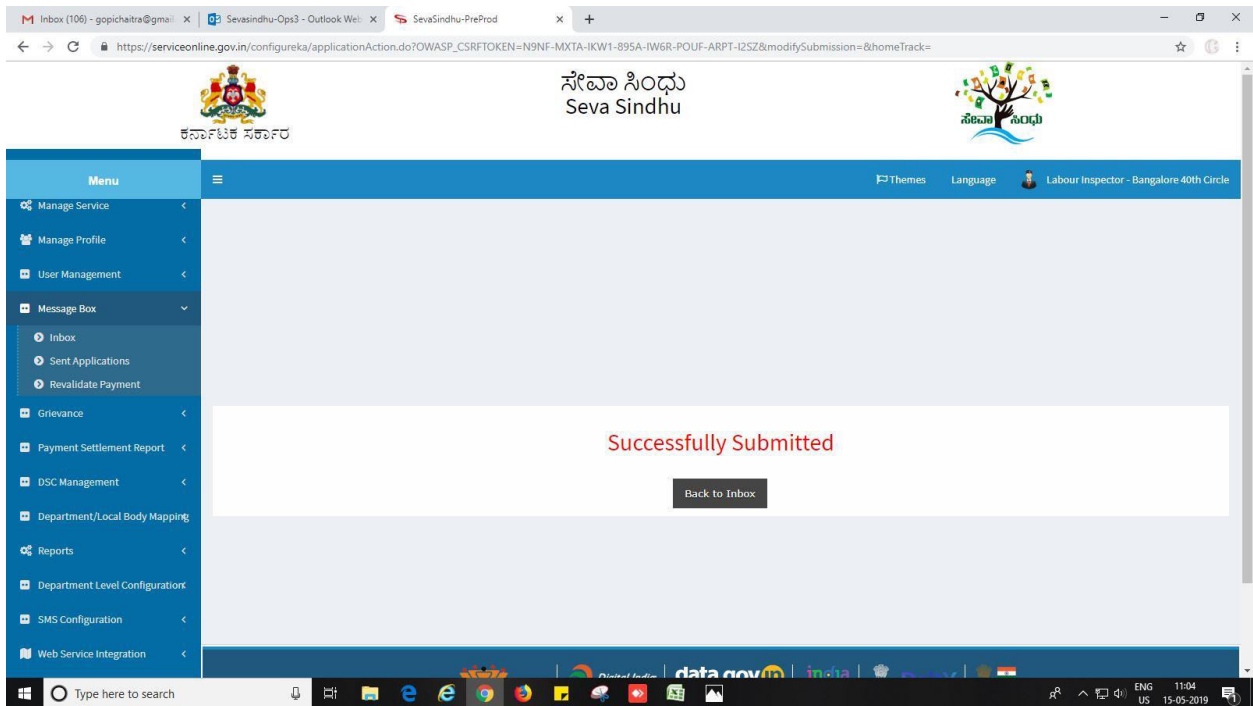 Inbox (106) - gopichaitra@gmail
Sevasindhu-Ops3 - Outlook Web
SevaSindhu-PreProd
https://serviceonline.gov.in/configureka/applicationAction.do?OWASP_CSRFTOKEN=N9NF-MXTA-IKW1-895A-IW6R-POUF-ARPT-I2SZ&modifySubmission=&homeTrack=
ಕರ್ನಾಟಕ ಸರ್ಕಾರ
ಸೇವಾ ಸಿಂಧು
Seva Sindhu
ಸೇವಾ ಸಿಂಧು
Menu
Themes
Language
Labour Inspector - Bangalore 40th Circle
Manage Service
Manage Profile
User Management
Message Box
Inbox
Sent Applications
Revalidate Payment
Grievance
Payment Settlement Report
DSC Management
Department/Local Body Mapping
Reports
Department Level Configuration
SMS Configuration
Web Service Integration
Successfully Submitted
Back to Inbox
Digital India
data.gov.in
india
Type here to search
ENG
US
11:04
15-05-2019